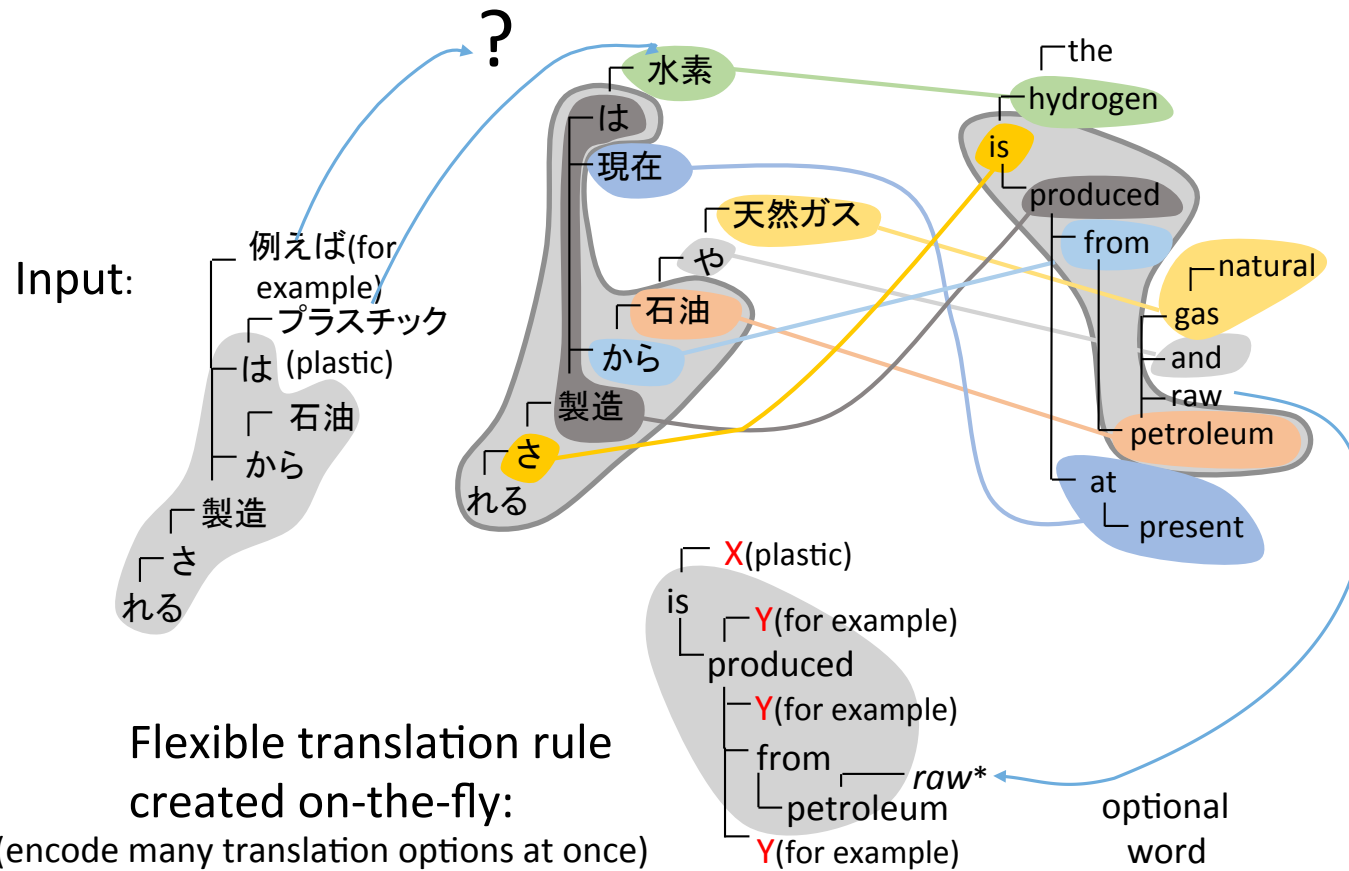 ?
Input:
例えば(for
example)
プラスチック
(plastic)
は
石油
から
製造
さ
れる
水素
は
現在
天然ガス
や
石油
から
製造
さ
れる
the
hydrogen
is
produced
from
natural
gas
and
raw
petroleum
at
present
X(plastic)
is
Y(for example)
produced
Y(for example)
from
raw*
petroleum
Y(for example)
optional
word
Flexible translation rule
created on-the-fly:
(encode many translation options at once)